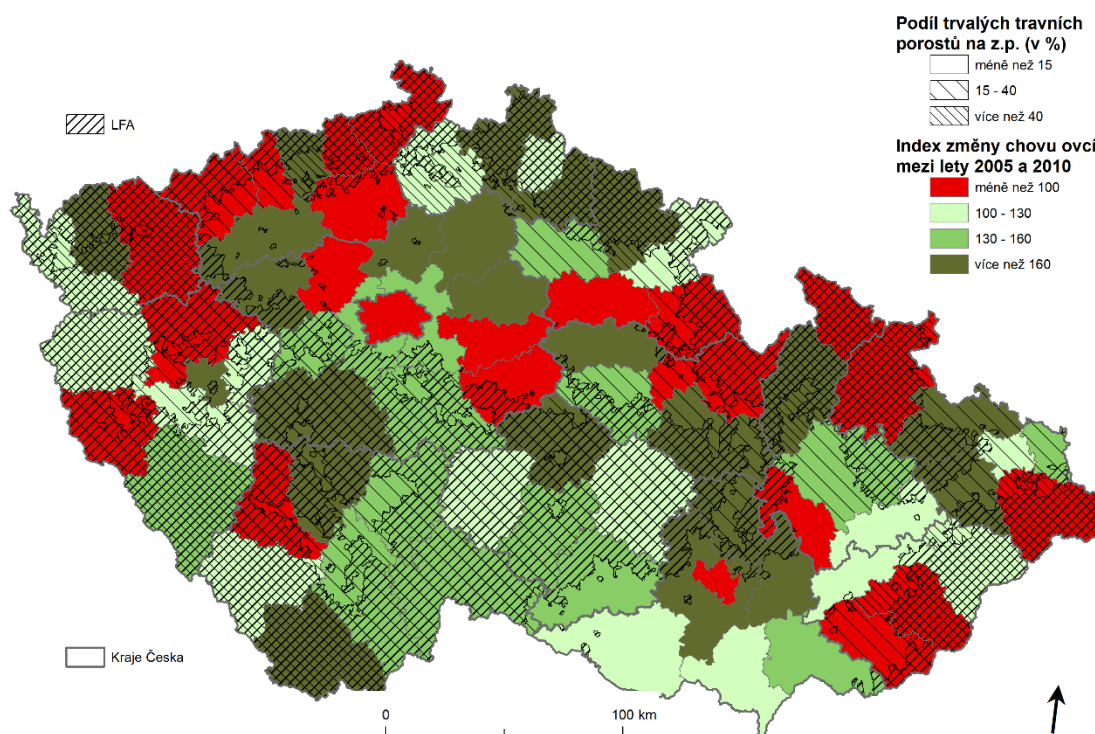 Podíl trvalých travních
porostů na z.p. (v %)
méně než 15
15 - 40
více než 40
LFA
Index změny chovu ovcí
mezi lety 2005 a 2010
méně než 100
100 - 130
130 - 160
více než 160
Kraje Česka
0
100 km